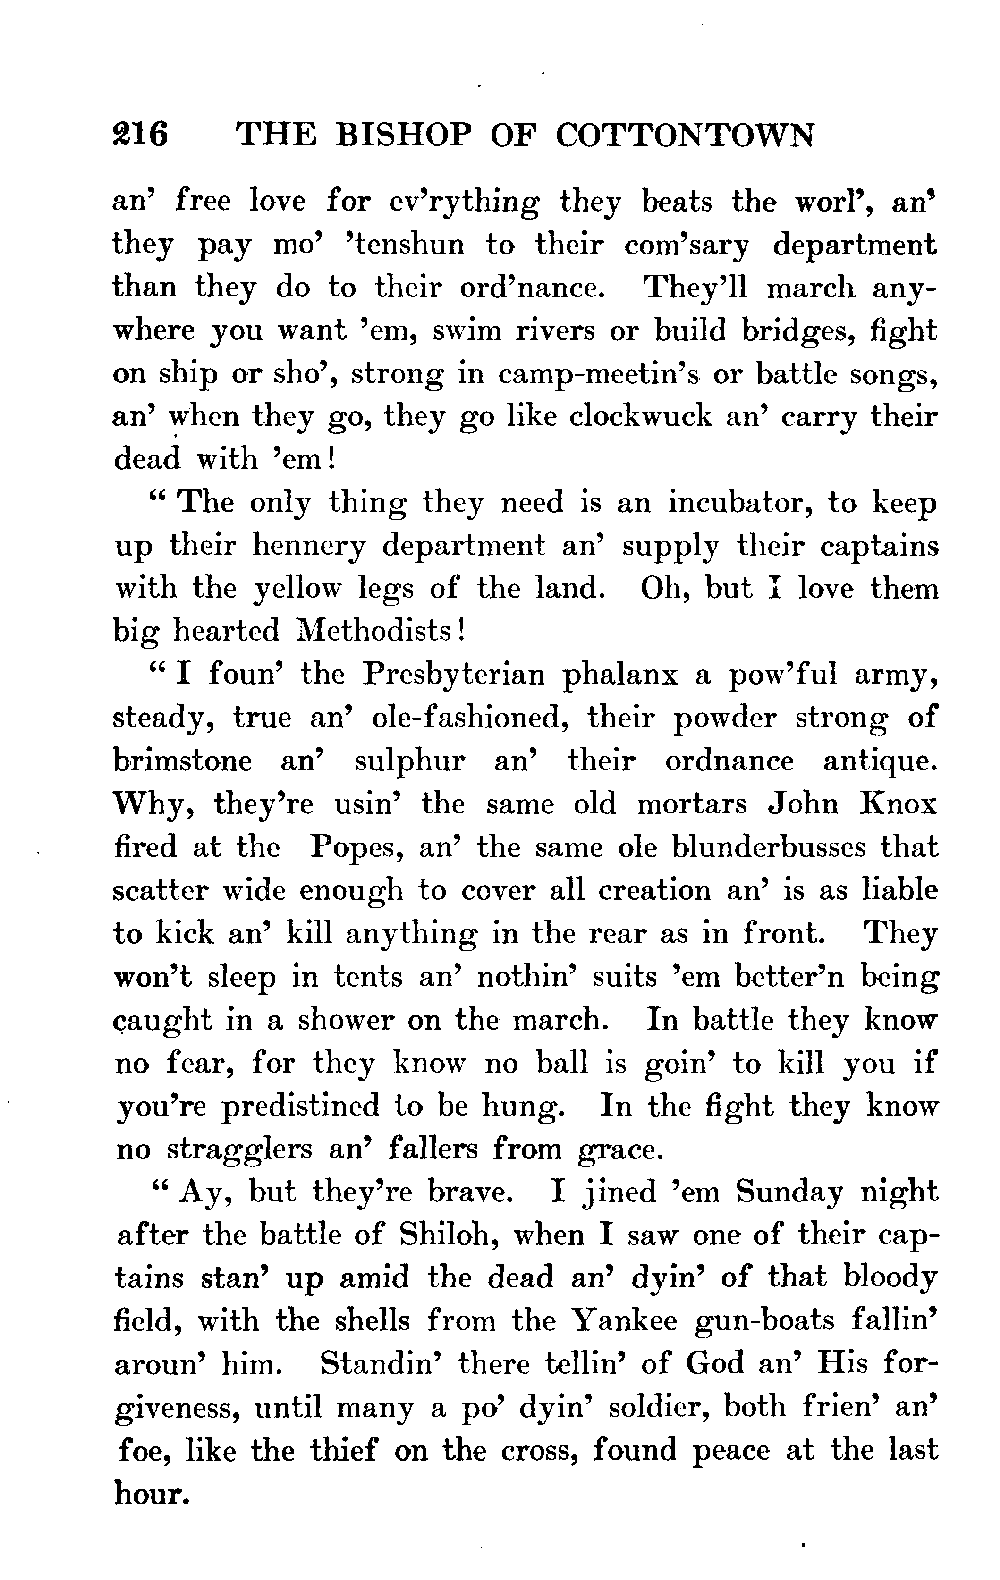 216 THE BISHOP OF COTTONTOWN
an’ free love for ev’rything they beats the worl’, an’
they pay mo’ ’tenshun to their com’sary department
than they do to their ord’nance. They’ll march any-
where you want ’em, swim rivers or build bridges, fight
on ship or sho’, strong in camp-meetin’s or battle songs,
an’ when they go, they go like clockwuck an’ carry their
dead with ’em!
“ The only thing they need is an incubator, to keep
up their hennery department an’ supply their captains
with the yellow legs of the land. Oh, but I love them
big hearted Methodists!
“ I foun’ the Presbyterian phalanx a pow’ful army,
steady, true an’ ole-fashioned, their powder strong of
brimstone an’ sulphur an’ their ordnance antique.
Why, they’re usin’ the same old mortars John Knox
fired at the Popes, an’ the same ole blunderbusses that
scatter wide enough to cover all creation an’ is as liable
to kick an’ kill anything in the rear as in front. They
won’t sleep in tents an’ nothin’ suits ’em better’n being
caught in a shower on the march. In battle they know
no fear, for they know no ball is goin’ to kill you if
you’re predistined to be hung. In the fight they know
no stragglers an’ fallers from grace.
“ Ay, but they’re brave. I jined ’em Sunday night
after the battle of Shiloh, when I saw one of their cap-
tains stan’ up amid the dead an’ dyin’ of that bloody
field, with the shells from the Yankee gun-boats fallin’
aroun’ him. Standin’ there tellin’ of God an’ His for-
giveness, until many a po’ dyin’ soldier, both frien’ an’
foe, like the thief on the cross, found peace at the last
hour.